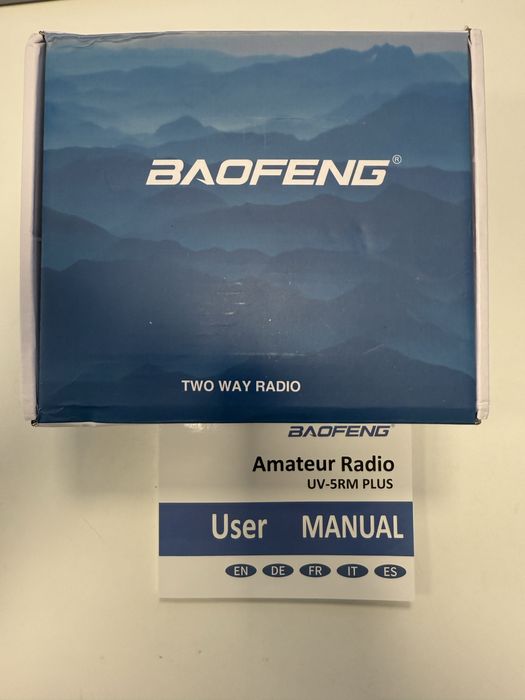 BAOFENG®
TWO WAY RADIO
BAOFENG
Amateur Radio
UV-5RM PLUS
User MANUAL
EN DE FR IT ES